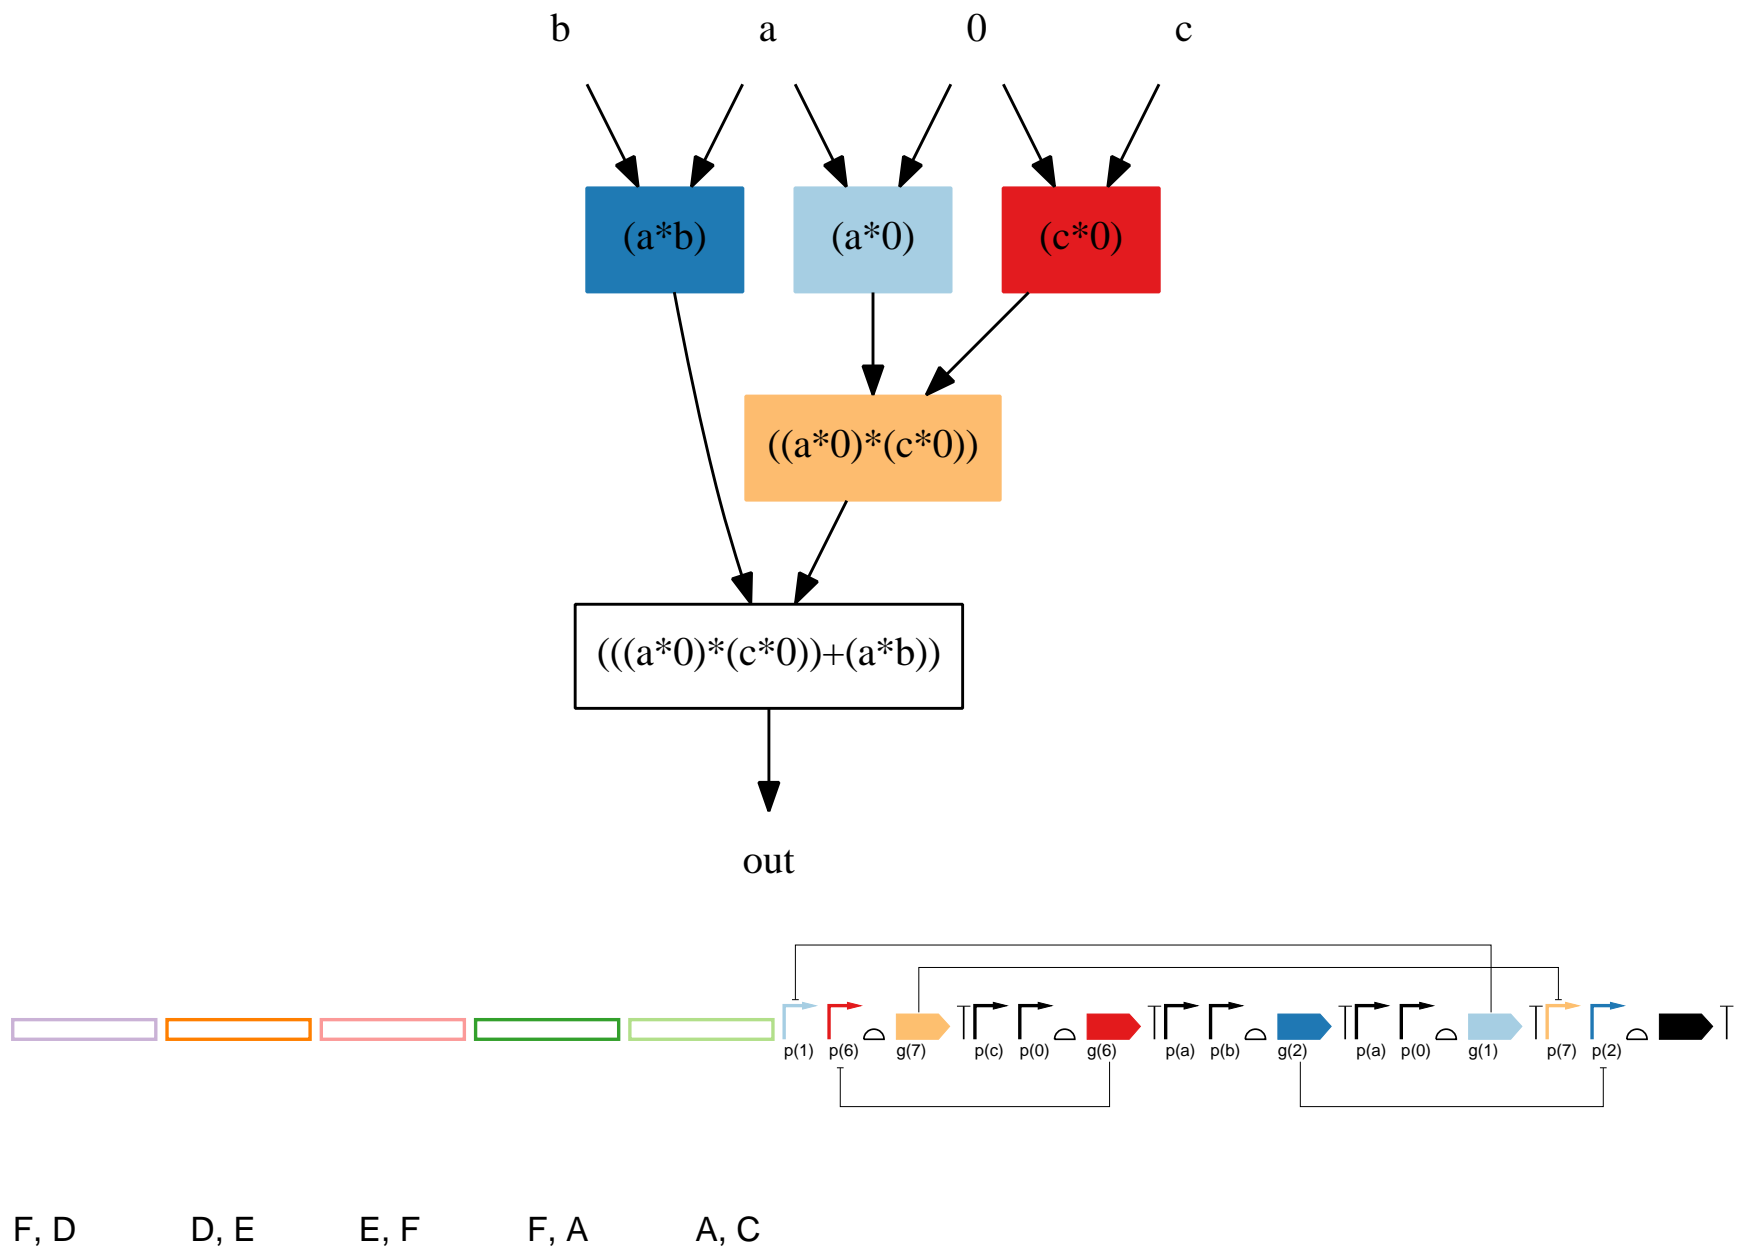 b a 0 c
(a*b) (a*0) (c*0)
((a*0)*(c*0))
(((a*0)*(c*0))+(a*b))
out
p(1) p(6) g(7) p(c) p(0) g(6) p(a) p(b) g(2) p(a) p(0) g(1) p(7) p(2)
F, D D, E E, F F, A A, C